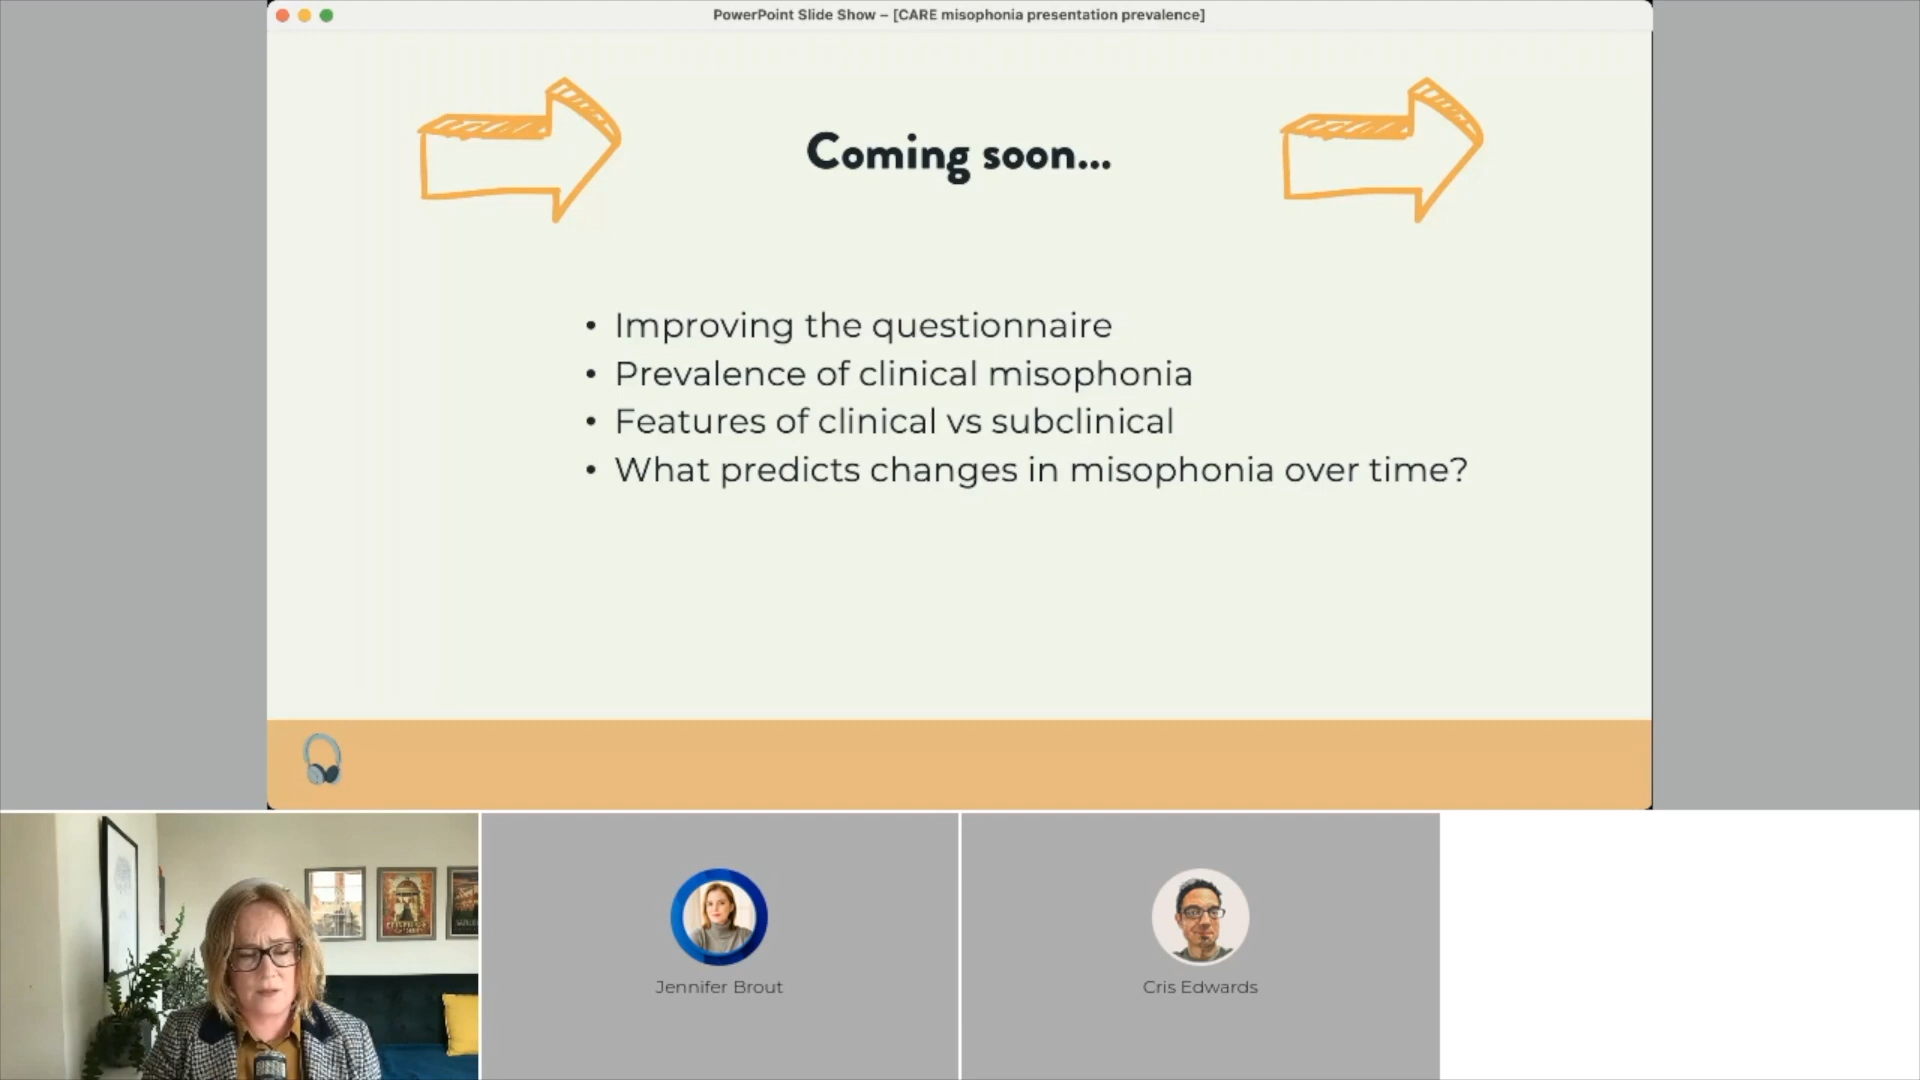 PowerPoint Slide Show – [CARE misophonia presentation prevalence]
Coming soon...
• Improving the questionnaire
• Prevalence of clinical misophonia
• Features of clinical vs subclinical
• What predicts changes in misophonia over time?
Jennifer Brout
Cris Edwards